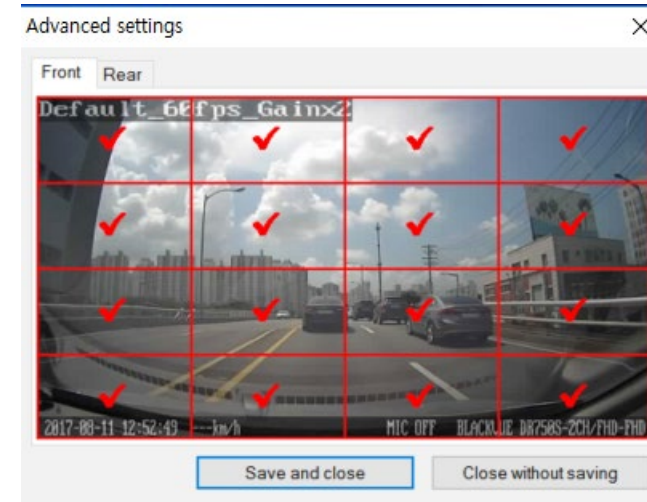 Advanced settings
Front Rear
Default_60fps_Gainx2
2017-08-11 12:52:49 ---km/h MIC OFF BLACKVUE DR750S-2CH/FHD-FHD
Save and close Close without saving